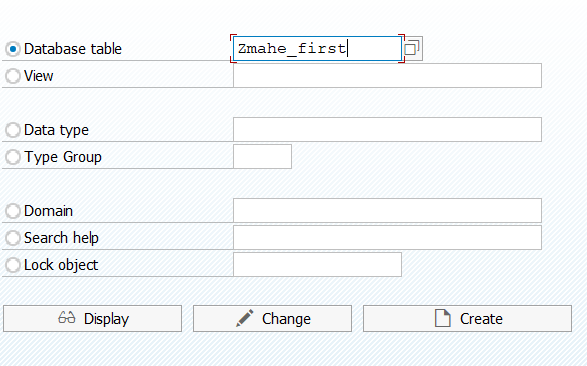 Database table Zmahe_first
View
Data type
Type Group
Domain
Search help
Lock object
Display Change Create